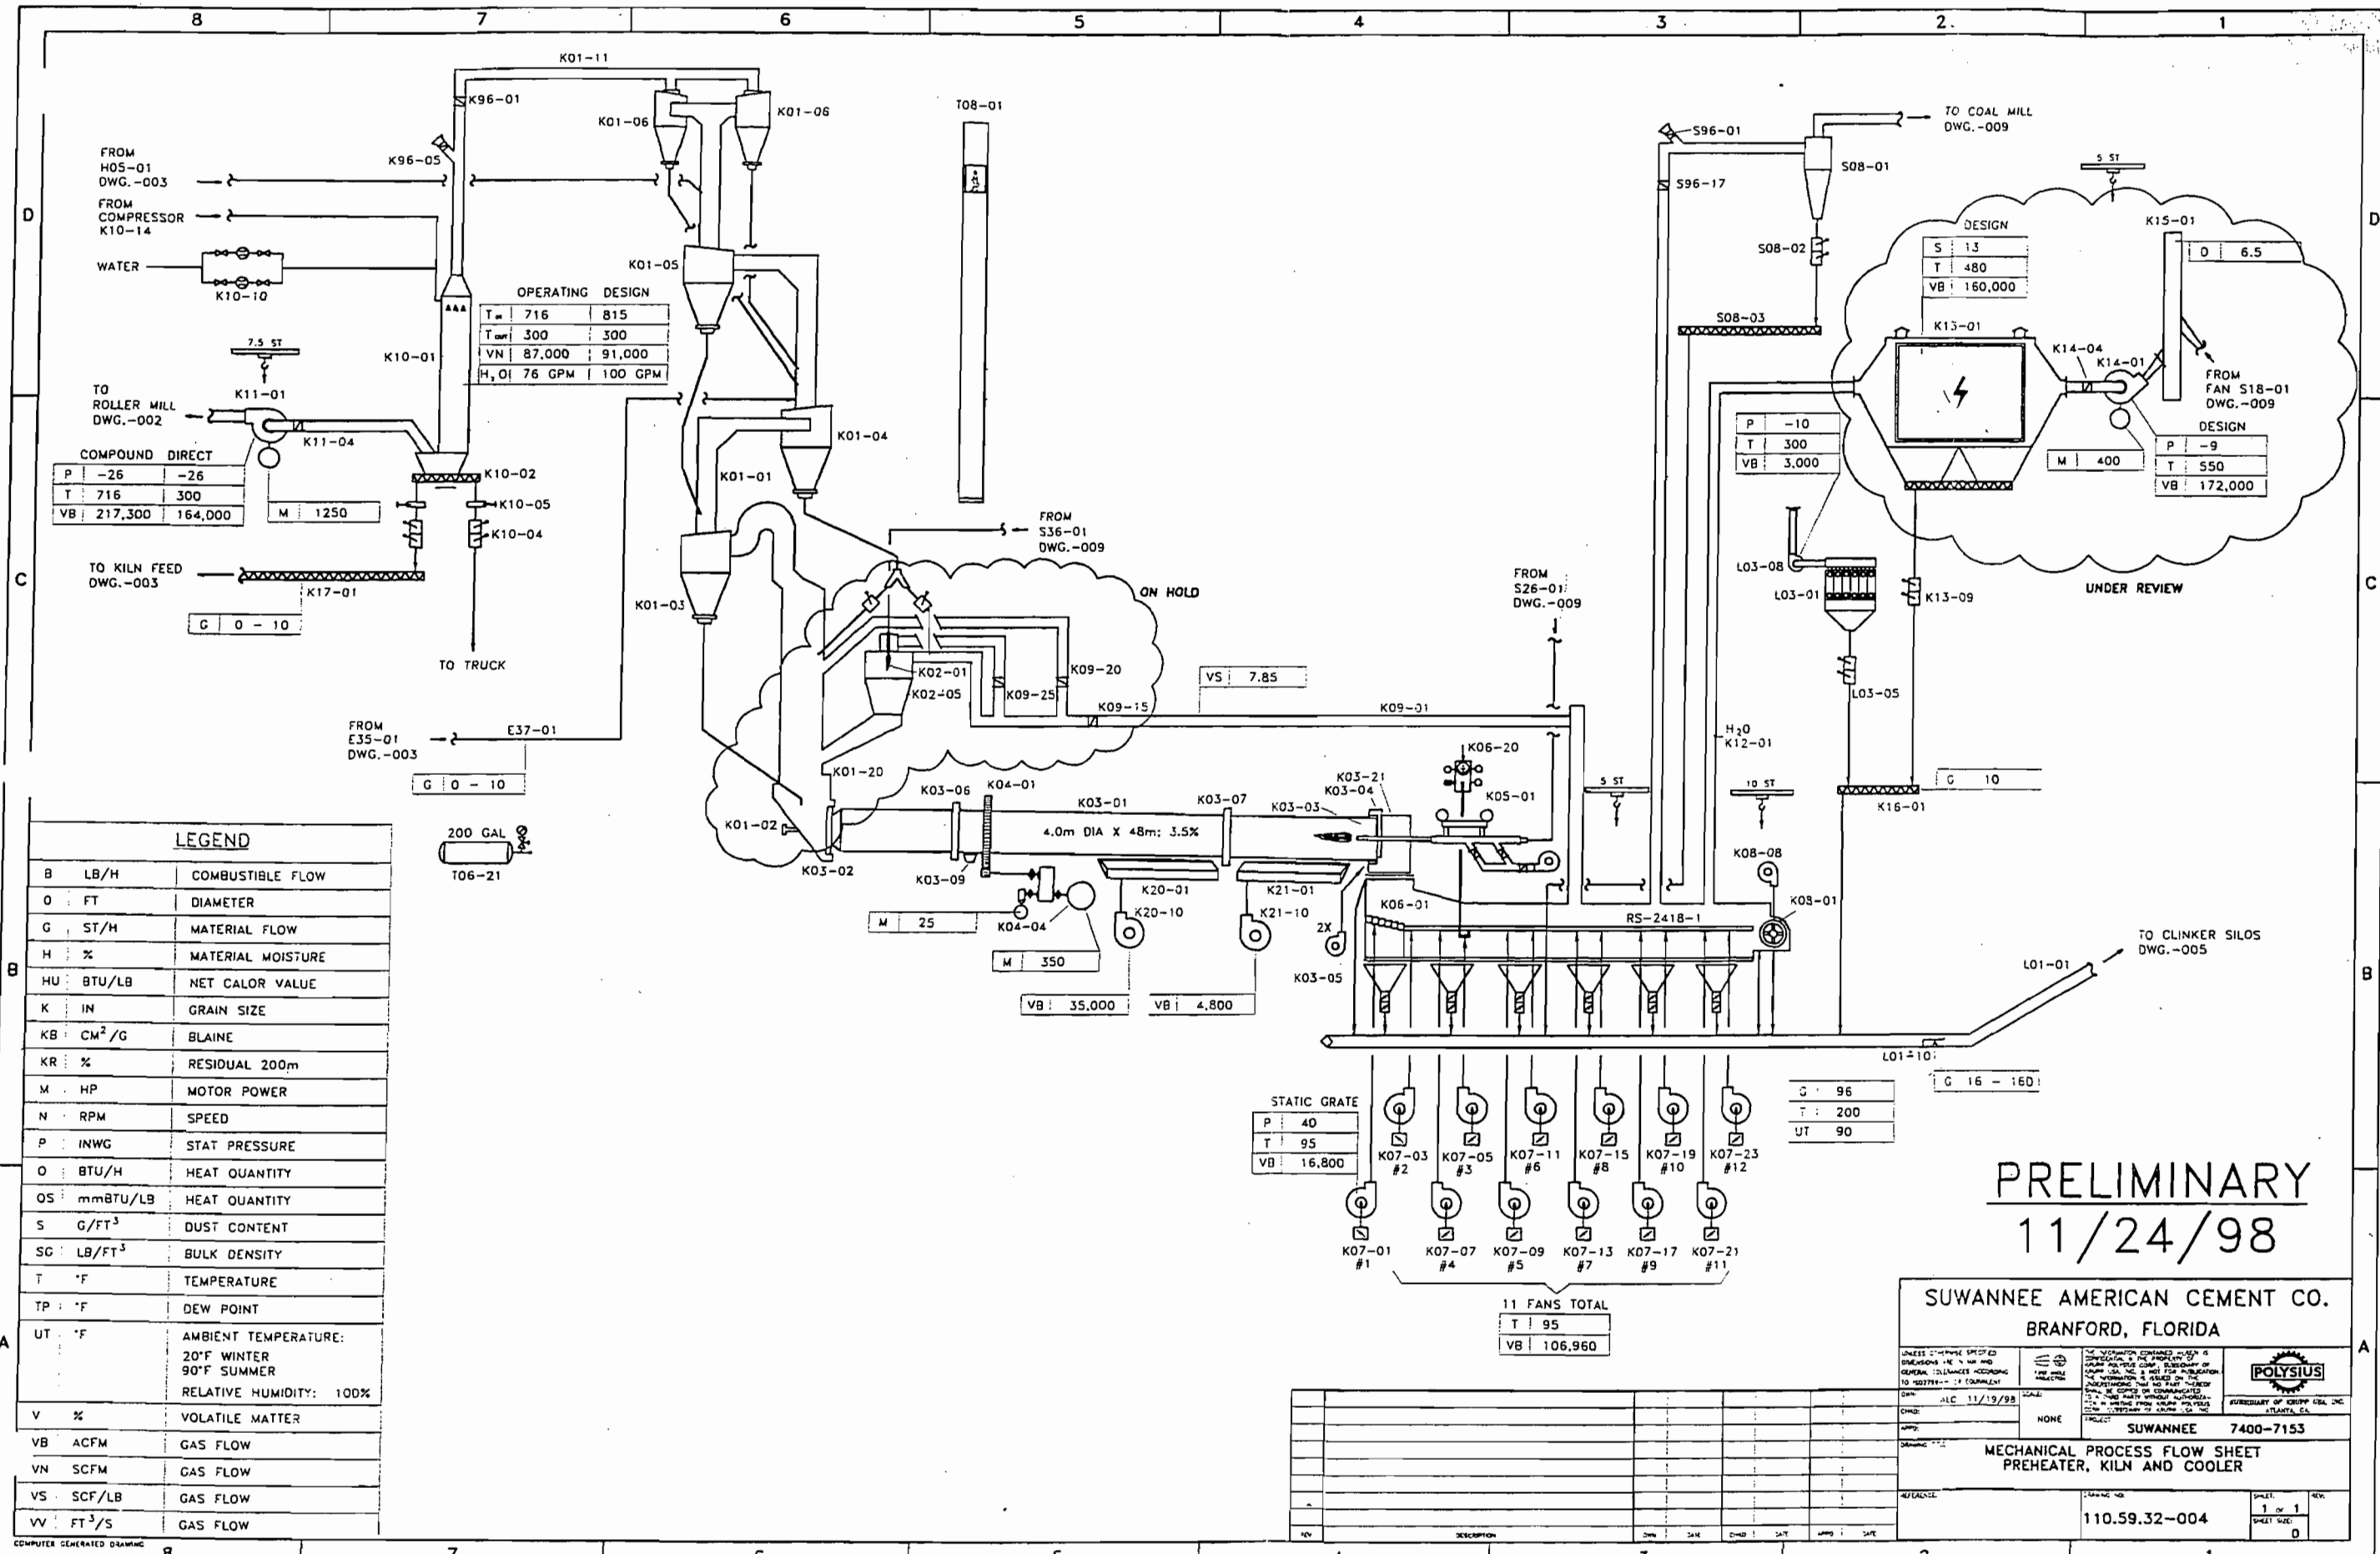 8 7 6 5 4 3 2 1
D
C
B
A
K01-11
K96-01
K96-05
FROM
H05-01
DWG.-003
FROM
COMPRESSOR
K10-14
WATER
K10-10
K10-01
7.5 ST
K11-01
TO
ROLLER MILL
DWG.-002
K11-04
COMPOUND DIRECT
P -26 -26
T 716 300
VB 217,300 164,000
M 1250
K10-02
K10-05
K10-04
TO KILN FEED
DWG.-003
K17-01
G 0 - 10
TO TRUCK
OPERATING DESIGN
T IN 716 815
T OUT 300 300
VN 87,000 91,000
H₂O 76 GPM 100 GPM
K01-06
K01-06
K01-05
K01-04
K01-01
K01-03
T08-01
FROM
S36-01
DWG.-009
ON HOLD
K02-01
K02-05
K09-25
K09-20
K09-15
VS 7.85
K09-01
FROM
E35-01
DWG.-003
E37-01
G 0 - 10
K01-20
K01-02
K03-02
K03-06
K04-01
K03-01
4.0m DIA X 48m; 3.5%
K03-07
K03-03
K03-21
K03-04
K06-20
K05-01
K03-09
M 25
K04-04
M 350
K20-01
K20-10
VB 35,000
K21-01
K21-10
VB 4,800
2X
K03-05
K06-01
RS-2418-1
K08-08
K08-01
FROM
S26-01
DWG.-009
5 ST
10 ST
S96-01
S96-17
TO COAL MILL
DWG.-009
S08-01
S08-02
S08-03
5 ST
DESIGN
S 13
T 480
VB 160,000
K13-01
K15-01
D 6.5
K14-04
K14-01
FROM
FAN S18-01
DWG.-009
DESIGN
P -9
T 550
VB 172,000
M 400
P -10
T 300
VB 3,000
L03-08
L03-01
K13-09
UNDER REVIEW
L03-05
H₂O
K12-01
G 10
K16-01
TO CLINKER SILOS
DWG.-005
L01-01
L01-10
G 16 - 160
G 96
T 200
UT 90
STATIC GRATE
P 40
T 95
VB 16,800
K07-03 K07-05 K07-11 K07-15 K07-19 K07-23
#2 #3 #6 #8 #10 #12
K07-01 K07-07 K07-09 K07-13 K07-17 K07-21
#1 #4 #5 #7 #9 #11
11 FANS TOTAL
T 95
VB 106,960
200 GAL
T06-21
LEGEND
B LB/H COMBUSTIBLE FLOW
O FT DIAMETER
G ST/H MATERIAL FLOW
H % MATERIAL MOISTURE
HU BTU/LB NET CALOR VALUE
K IN GRAIN SIZE
KB CM²/G BLAINE
KR % RESIDUAL 200m
M HP MOTOR POWER
N RPM SPEED
P INWG STAT PRESSURE
O BTU/H HEAT QUANTITY
OS mmBTU/LB HEAT QUANTITY
S G/FT³ DUST CONTENT
SG LB/FT³ BULK DENSITY
T °F TEMPERATURE
TP °F DEW POINT
UT °F AMBIENT TEMPERATURE:
20°F WINTER
90°F SUMMER
RELATIVE HUMIDITY: 100%
V % VOLATILE MATTER
VB ACFM GAS FLOW
VN SCFM GAS FLOW
VS SCF/LB GAS FLOW
VV FT³/S GAS FLOW
COMPUTER GENERATED DRAWING
PRELIMINARY
11/24/98
SUWANNEE AMERICAN CEMENT CO.
BRANFORD, FLORIDA
POLYSIUS
SUBSIDIARY OF KRUPP USA, INC.
ATLANTA, GA.
ALC 11/19/98
NONE
SUWANNEE 7400-7153
MECHANICAL PROCESS FLOW SHEET
PREHEATER, KILN AND COOLER
110.59.32-004
1 OF 1
SHEET SIZE:
D
REV DESCRIPTION DWN DATE CHKD DATE APPD DATE